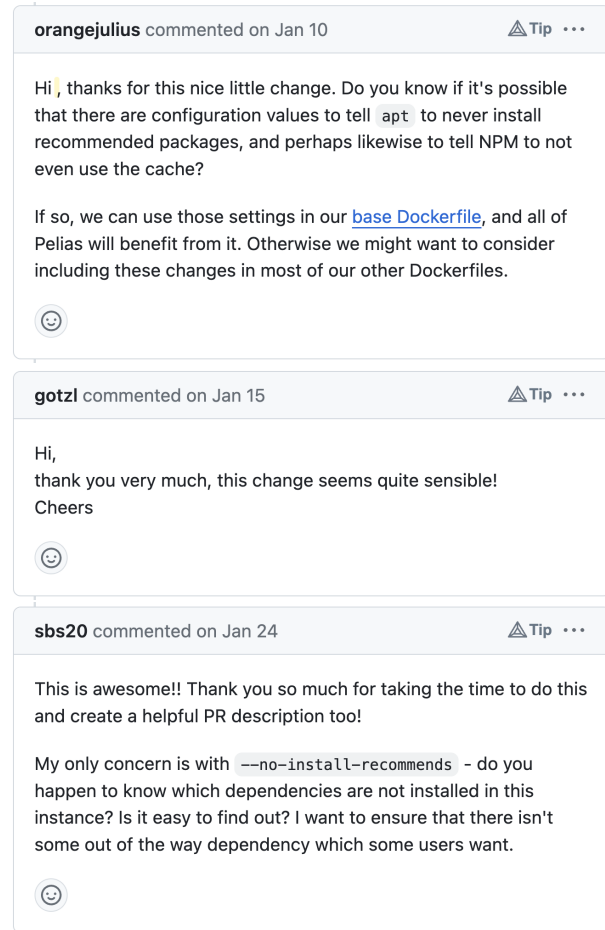 orangejulius commented on Jan 10 Tip ...
Hi , thanks for this nice little change. Do you know if it's possible
that there are configuration values to tell apt to never install
recommended packages, and perhaps likewise to tell NPM to not
even use the cache?
If so, we can use those settings in our base Dockerfile, and all of
Pelias will benefit from it. Otherwise we might want to consider
including these changes in most of our other Dockerfiles.
gotzl commented on Jan 15 Tip ...
Hi,
thank you very much, this change seems quite sensible!
Cheers
sbs20 commented on Jan 24 Tip ...
This is awesome!! Thank you so much for taking the time to do this
and create a helpful PR description too!
My only concern is with --no-install-recommends - do you
happen to know which dependencies are not installed in this
instance? Is it easy to find out? I want to ensure that there isn't
some out of the way dependency which some users want.